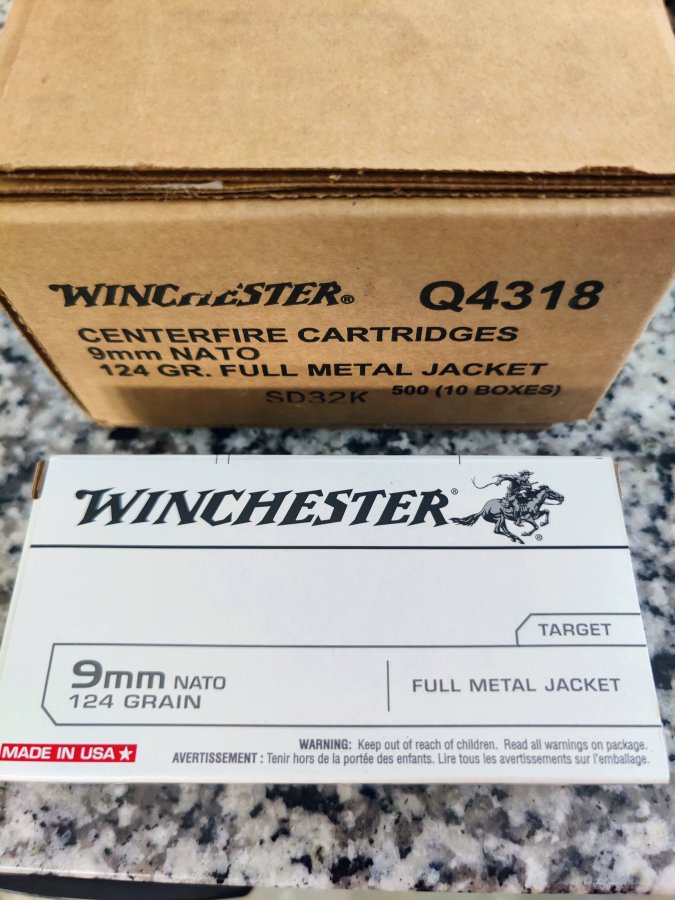 WINCHESTER® Q4318
CENTERFIRE CARTRIDGES
9mm NATO
124 GR. FULL METAL JACKET
SD32K 500 (10 BOXES)
WINCHESTER®
®
TARGET
9mm NATO
124 GRAIN
FULL METAL JACKET
MADE IN USA
WARNING: Keep out of reach of children. Read all warnings on package.
AVERTISSEMENT : Tenir hors de la portée des enfants. Lire tous les avertissements sur l'emballage.